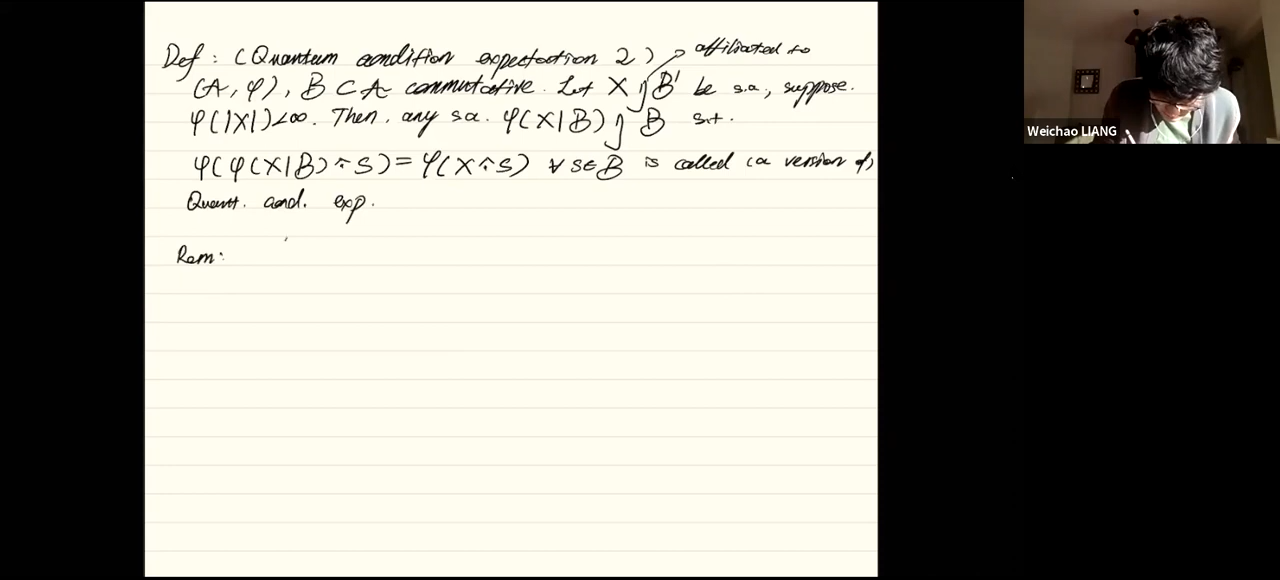 Def : (Quantum condition expectation 2) affiliated to
(A, φ), B ⊂ A commutative. Let X η B' be s.a., suppose.
φ(|X|)<∞. Then, any s.a. φ(X|B) η B s.t.
φ(φ(X|B) ∻ S) = φ(X ∻ S) ∀ S∈B is called (a version of)
Quant. cond. exp.
Rem:
Weichao LIANG